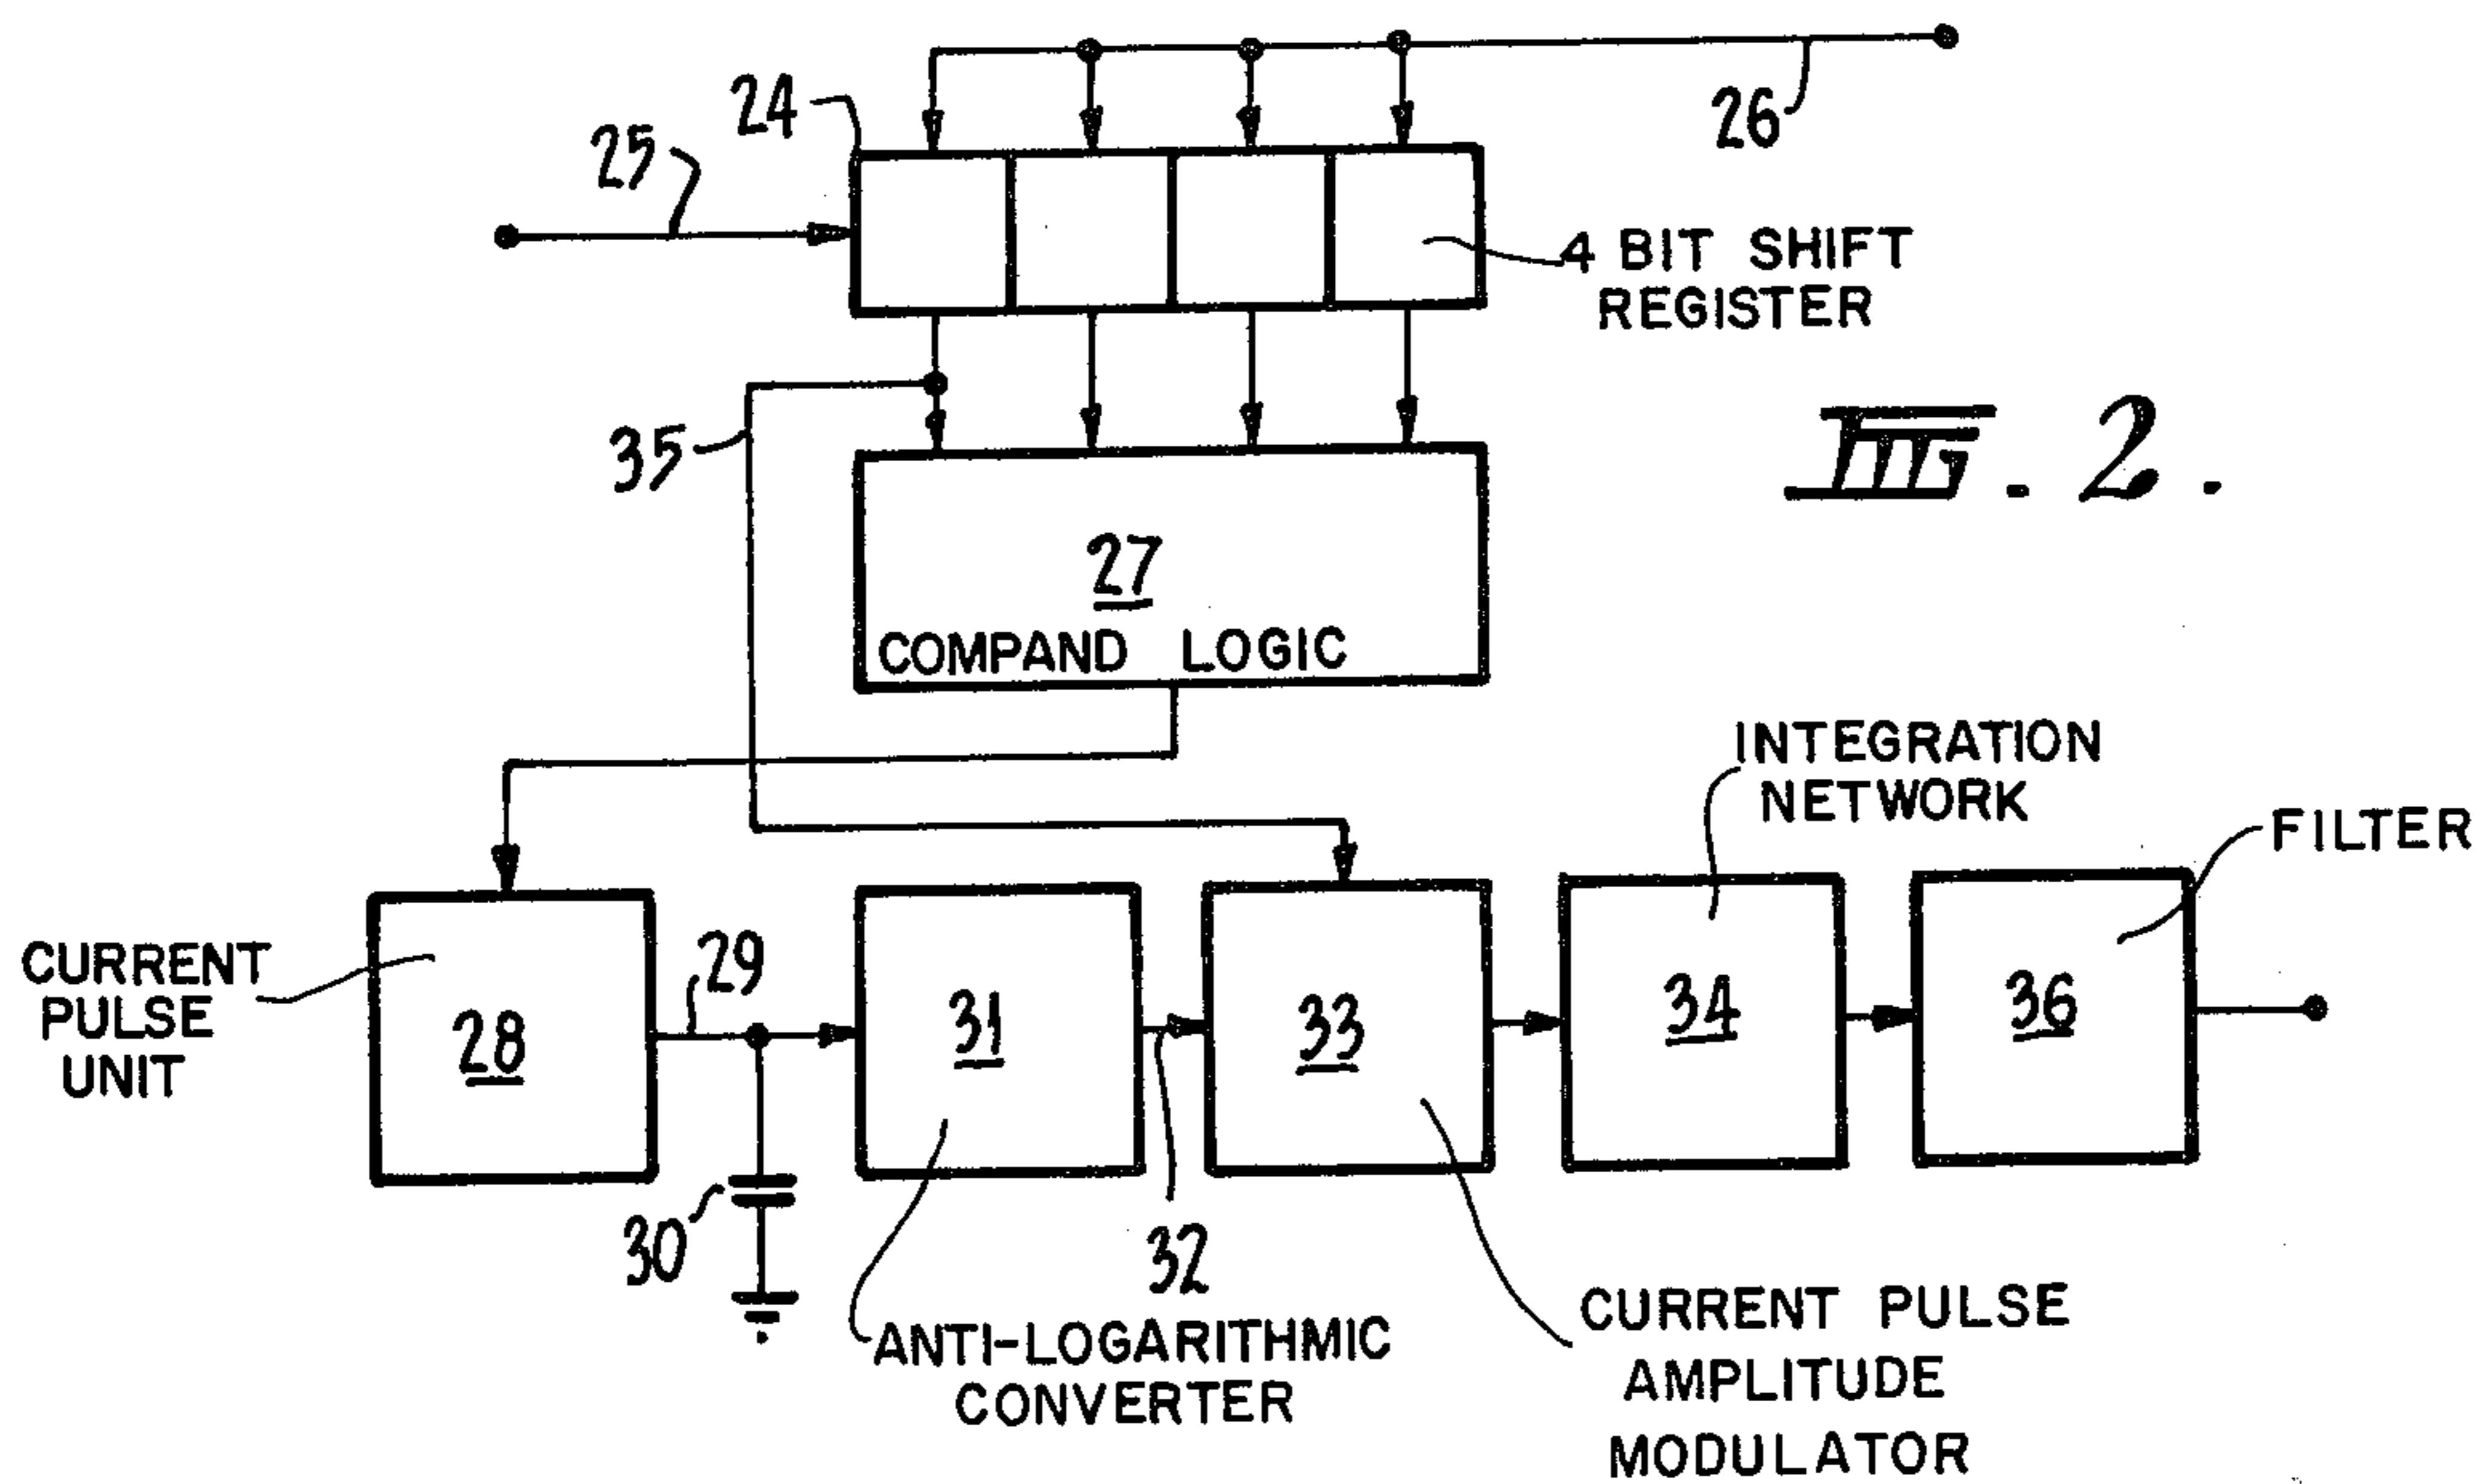 26
24
25
4 BIT SHIFT
REGISTER
35
FIG. 2.
27
COMPAND LOGIC
INTEGRATION
NETWORK
FILTER
CURRENT
PULSE
UNIT
28
29
31
33
34
36
30
32
ANTI-LOGARITHMIC
CONVERTER
CURRENT PULSE
AMPLITUDE
MODULATOR